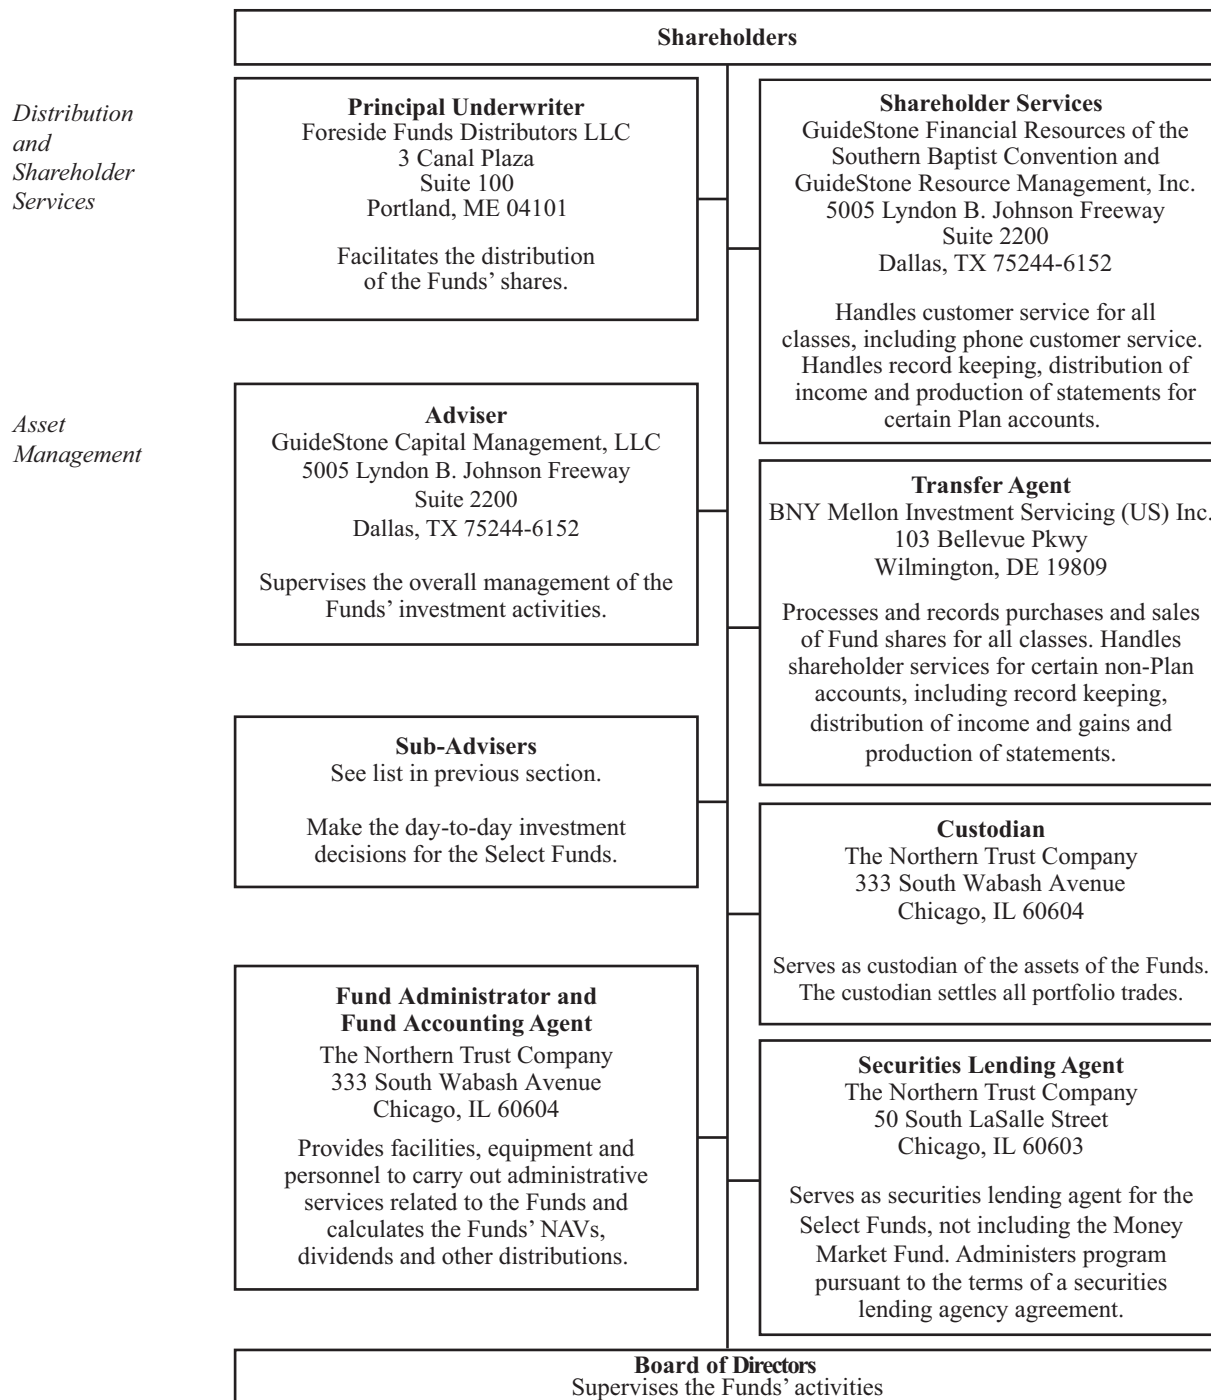 Shareholders
Distribution
and
Shareholder
Services
Principal Underwriter
Foreside Funds Distributors LLC
3 Canal Plaza
Suite 100
Portland, ME 04101
Facilitates the distribution
of the Funds’ shares.
Shareholder Services
GuideStone Financial Resources of the
Southern Baptist Convention and
GuideStone Resource Management, Inc.
5005 Lyndon B. Johnson Freeway
Suite 2200
Dallas, TX 75244-6152
Handles customer service for all
classes, including phone customer service.
Handles record keeping, distribution of
income and production of statements for
certain Plan accounts.
Asset
Management
Adviser
GuideStone Capital Management, LLC
5005 Lyndon B. Johnson Freeway
Suite 2200
Dallas, TX 75244-6152
Supervises the overall management of the
Funds’ investment activities.
Transfer Agent
BNY Mellon Investment Servicing (US) Inc.
103 Bellevue Pkwy
Wilmington, DE 19809
Processes and records purchases and sales
of Fund shares for all classes. Handles
shareholder services for certain non-Plan
accounts, including record keeping,
distribution of income and gains and
production of statements.
Sub-Advisers
See list in previous section.
Make the day-to-day investment
decisions for the Select Funds.
Custodian
The Northern Trust Company
333 South Wabash Avenue
Chicago, IL 60604
Serves as custodian of the assets of the Funds.
The custodian settles all portfolio trades.
Fund Administrator and
Fund Accounting Agent
The Northern Trust Company
333 South Wabash Avenue
Chicago, IL 60604
Provides facilities, equipment and
personnel to carry out administrative
services related to the Funds and
calculates the Funds’ NAVs,
dividends and other distributions.
Securities Lending Agent
The Northern Trust Company
50 South LaSalle Street
Chicago, IL 60603
Serves as securities lending agent for the
Select Funds, not including the Money
Market Fund. Administers program
pursuant to the terms of a securities
lending agency agreement.
Board of Directors
Supervises the Funds’ activities